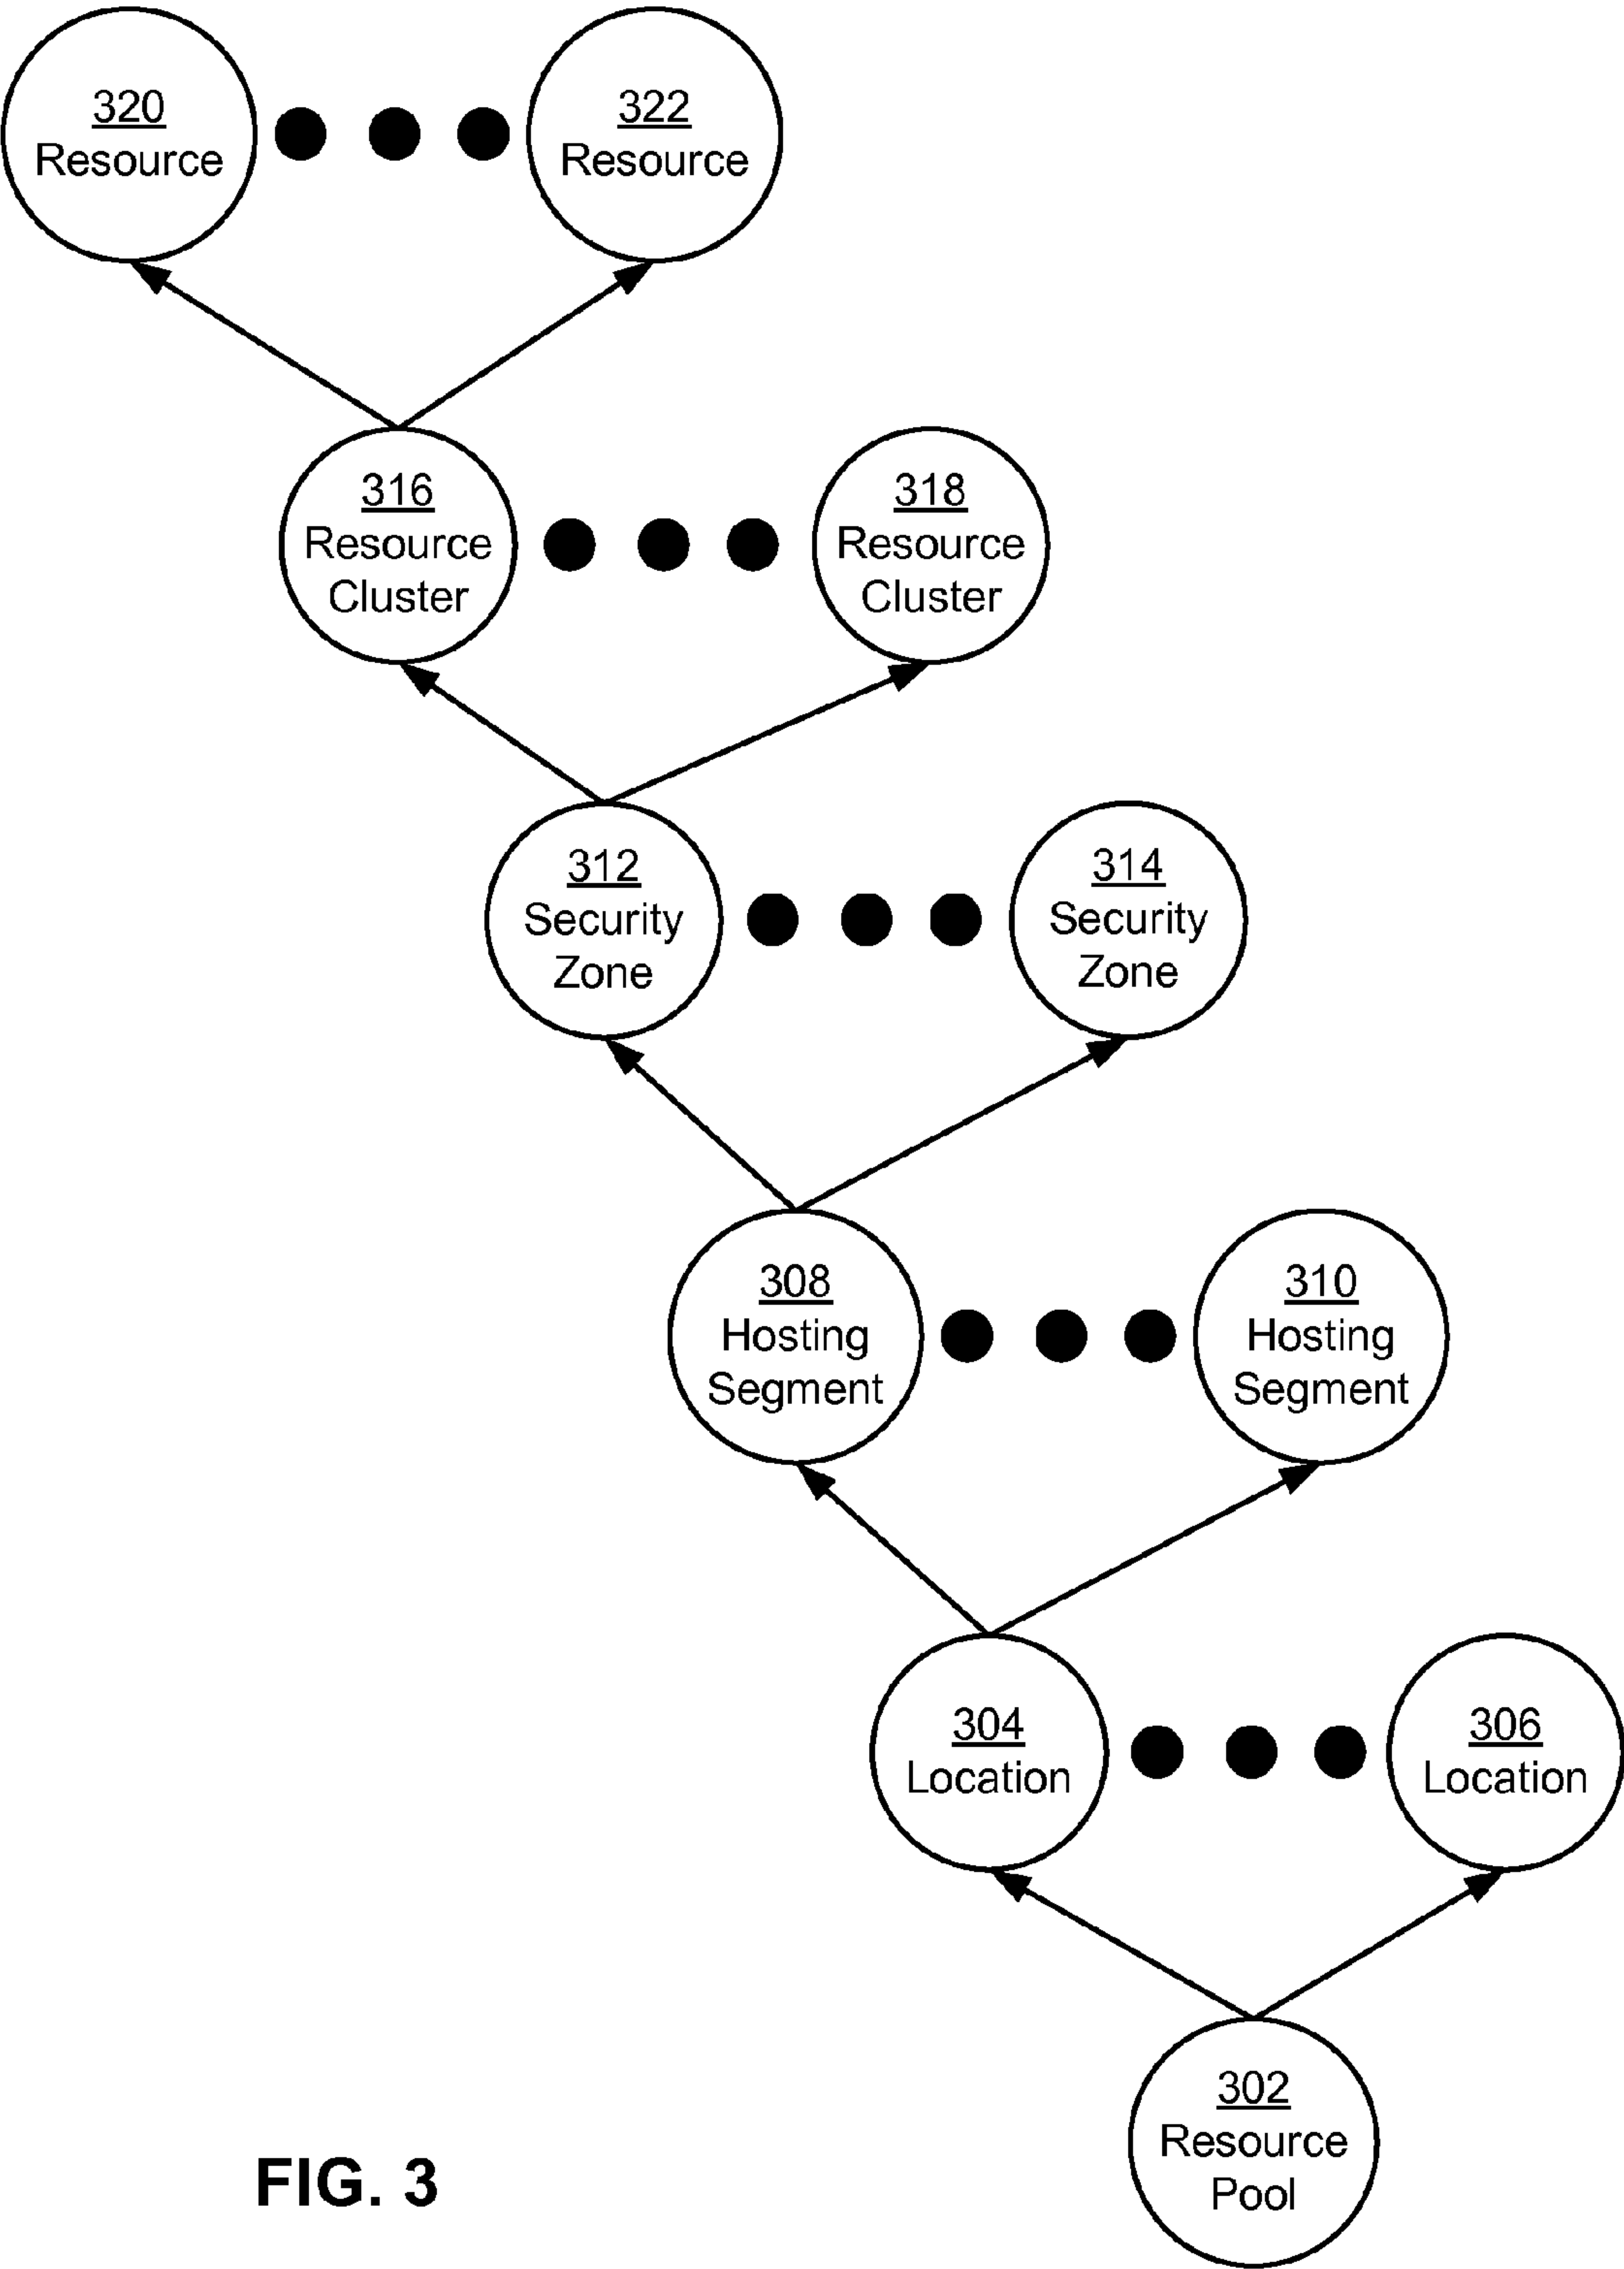 320
Resource
322
Resource
316
Resource
Cluster
318
Resource
Cluster
312
Security
Zone
314
Security
Zone
308
Hosting
Segment
310
Hosting
Segment
304
Location
306
Location
302
Resource
Pool
FIG. 3